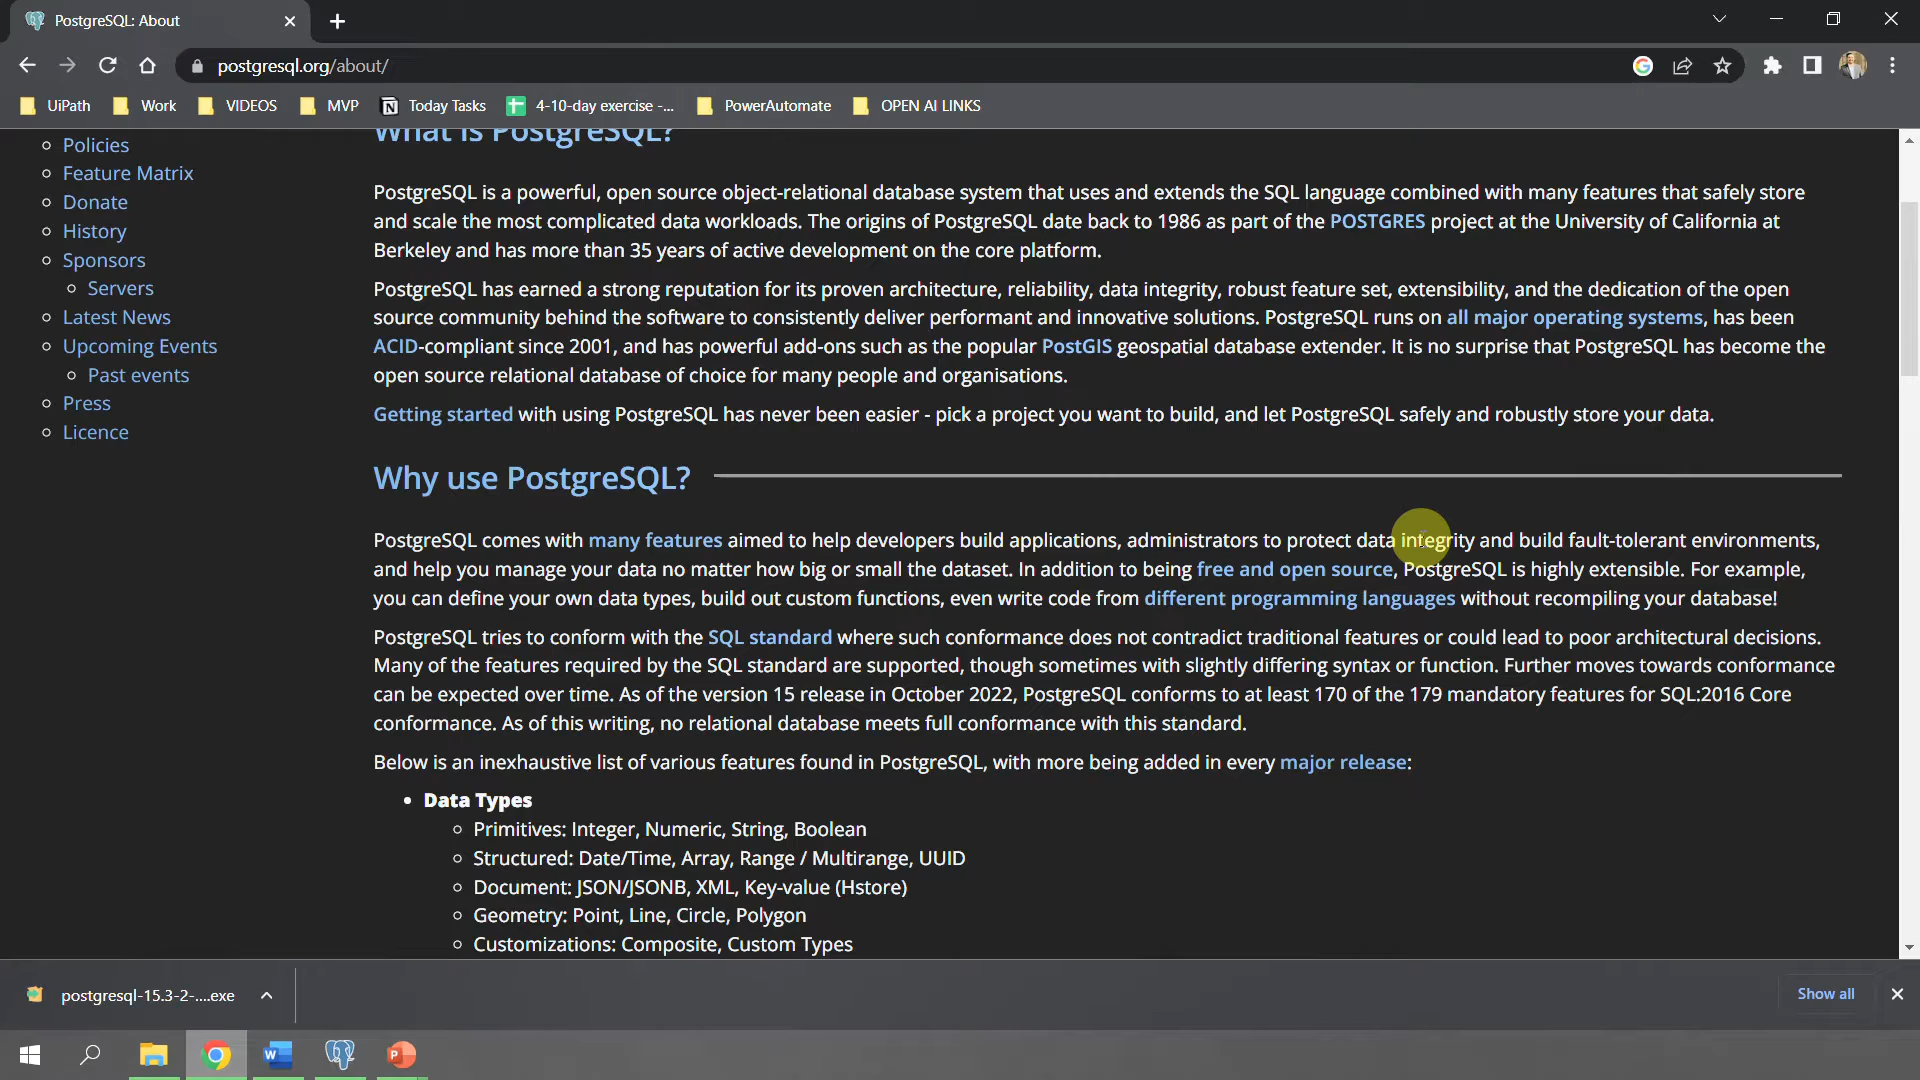 PostgreSQL: About
postgresql.org/about/
UiPath
Work
VIDEOS
MVP
Today Tasks
4-10-day exercise -...
PowerAutomate
OPEN AI LINKS
What is PostgreSQL?
Policies
Feature Matrix
Donate
History
Sponsors
Servers
Latest News
Upcoming Events
Past events
Press
Licence
PostgreSQL is a powerful, open source object-relational database system that uses and extends the SQL language combined with many features that safely store
and scale the most complicated data workloads. The origins of PostgreSQL date back to 1986 as part of the POSTGRES project at the University of California at
Berkeley and has more than 35 years of active development on the core platform.
PostgreSQL has earned a strong reputation for its proven architecture, reliability, data integrity, robust feature set, extensibility, and the dedication of the open
source community behind the software to consistently deliver performant and innovative solutions. PostgreSQL runs on all major operating systems, has been
ACID-compliant since 2001, and has powerful add-ons such as the popular PostGIS geospatial database extender. It is no surprise that PostgreSQL has become the
open source relational database of choice for many people and organisations.
Getting started with using PostgreSQL has never been easier - pick a project you want to build, and let PostgreSQL safely and robustly store your data.
Why use PostgreSQL?
PostgreSQL comes with many features aimed to help developers build applications, administrators to protect data integrity and build fault-tolerant environments,
and help you manage your data no matter how big or small the dataset. In addition to being free and open source, PostgreSQL is highly extensible. For example,
you can define your own data types, build out custom functions, even write code from different programming languages without recompiling your database!
PostgreSQL tries to conform with the SQL standard where such conformance does not contradict traditional features or could lead to poor architectural decisions.
Many of the features required by the SQL standard are supported, though sometimes with slightly differing syntax or function. Further moves towards conformance
can be expected over time. As of the version 15 release in October 2022, PostgreSQL conforms to at least 170 of the 179 mandatory features for SQL:2016 Core
conformance. As of this writing, no relational database meets full conformance with this standard.
Below is an inexhaustive list of various features found in PostgreSQL, with more being added in every major release:
Data Types
Primitives: Integer, Numeric, String, Boolean
Structured: Date/Time, Array, Range / Multirange, UUID
Document: JSON/JSONB, XML, Key-value (Hstore)
Geometry: Point, Line, Circle, Polygon
Customizations: Composite, Custom Types
postgresql-15.3-2-....exe
Show all